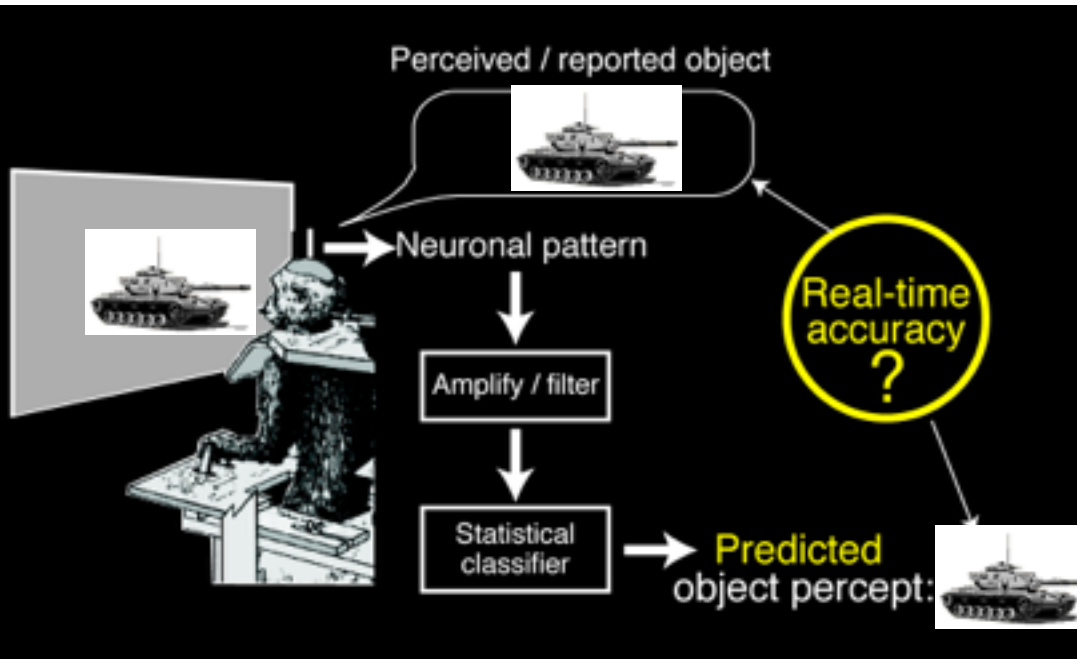 Perceived / reported object
Neuronal pattern
Real-time
accuracy
?
Amplify / filter
Statistical
classifier
Predicted
object percept: